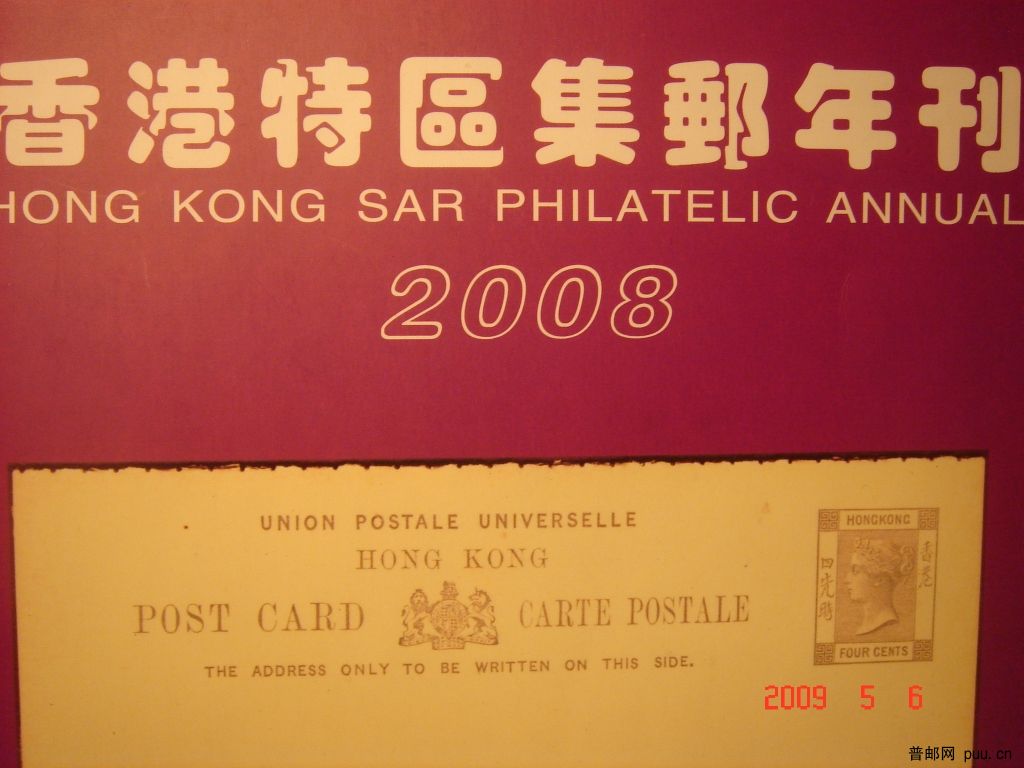 香港特區集郵年刊
HONG KONG SAR PHILATELIC ANNUAL
2008
UNION POSTALE UNIVERSELLE
HONG KONG
POST CARD CARTE POSTALE
THE ADDRESS ONLY TO BE WRITTEN ON THIS SIDE.
HONGKONG
香港
四先時
FOUR CENTS
2009 5 6
普邮网 puu.cn